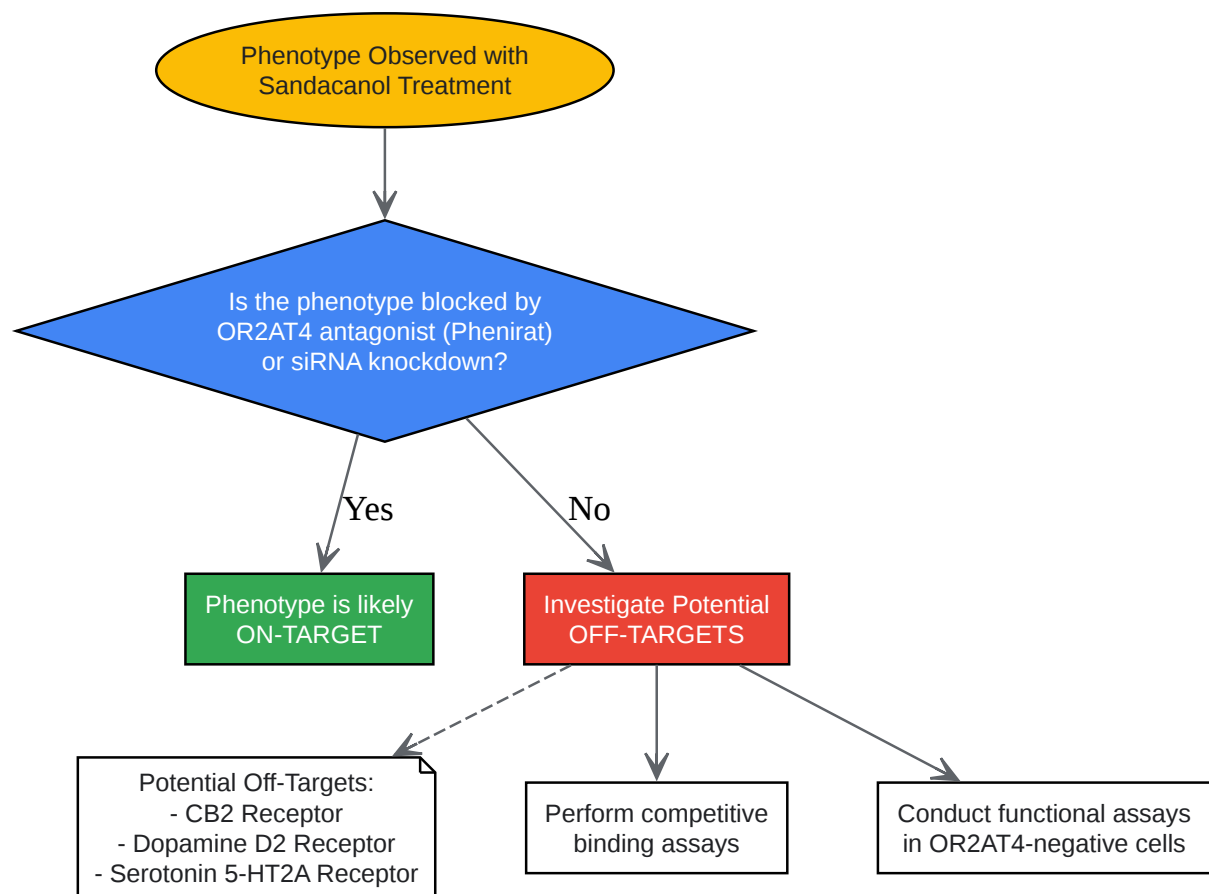 Phenotype Observed with
Sandacanol Treatment
Is the phenotype blocked by
OR2AT4 antagonist (Phenirat)
or siRNA knockdown?
Yes
No
Phenotype is likely
ON-TARGET
Investigate Potential
OFF-TARGETS
Potential Off-Targets:
- CB2 Receptor
- Dopamine D2 Receptor
- Serotonin 5-HT2A Receptor
Perform competitive
binding assays
Conduct functional assays
in OR2AT4-negative cells